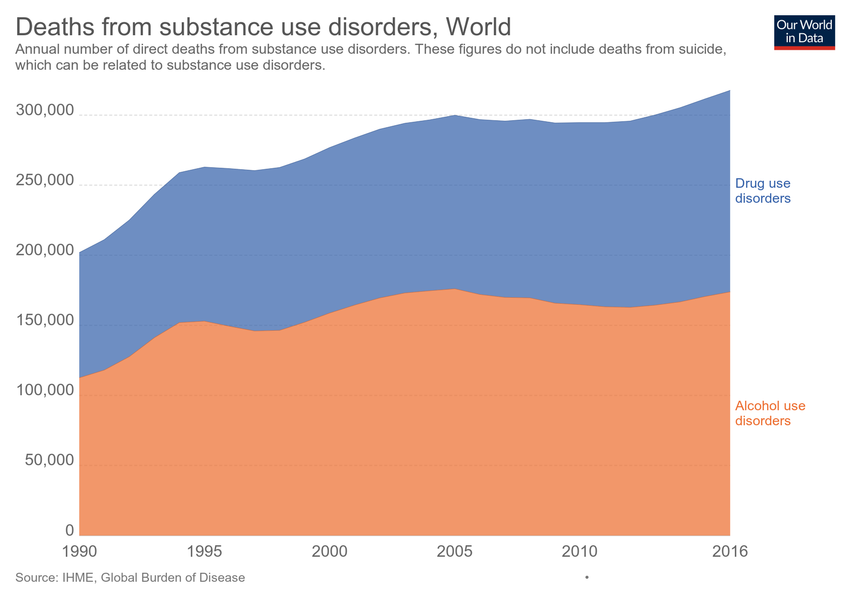 Deaths from substance use disorders, World
Our World
in Data
Annual number of direct deaths from substance use disorders. These figures do not include deaths from suicide,
which can be related to substance use disorders.
300,000
250,000
Drug use
disorders
200,000
150,000
100,000
Alcohol use
disorders
50,000
0
1990
1995
2000
2005
2010
2016
Source: IHME, Global Burden of Disease